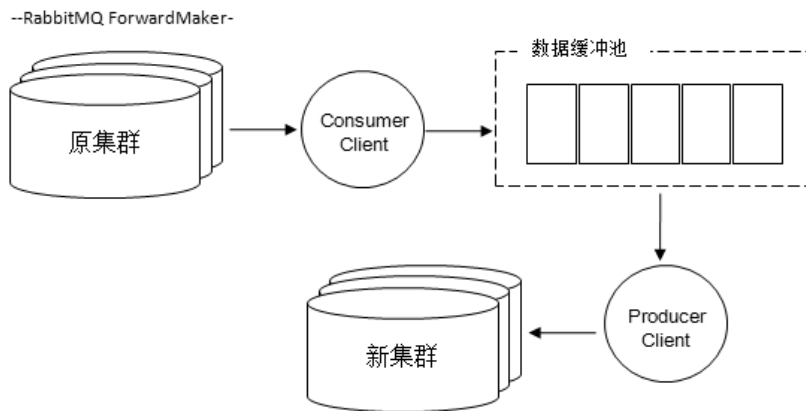 --RabbitMQ ForwardMaker-
数据缓冲池
原集群
Consumer
Client
新集群
Producer
Client